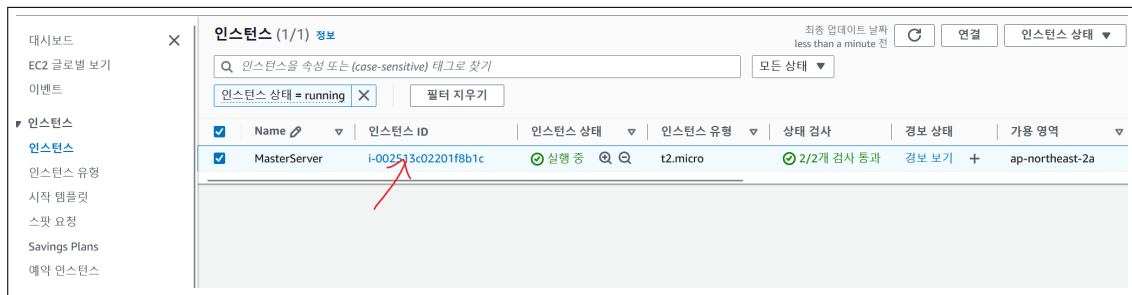 대시보드
EC2 글로벌 보기
이벤트
인스턴스
인스턴스
인스턴스 유형
시작 템플릿
스팟 요청
Savings Plans
예약 인스턴스
인스턴스 (1/1) 정보
최종 업데이트 날짜
less than a minute 전
연결
인스턴스 상태
인스턴스을 속성 또는 (case-sensitive) 태그로 찾기
모든 상태
인스턴스 상태 = running
필터 지우기
Name 인스턴스 ID 인스턴스 상태 인스턴스 유형 상태 검사 경보 상태 가용 영역
MasterServer i-002513c02201f8b1c 실행 중 t2.micro 2/2개 검사 통과 경보 보기 + ap-northeast-2a